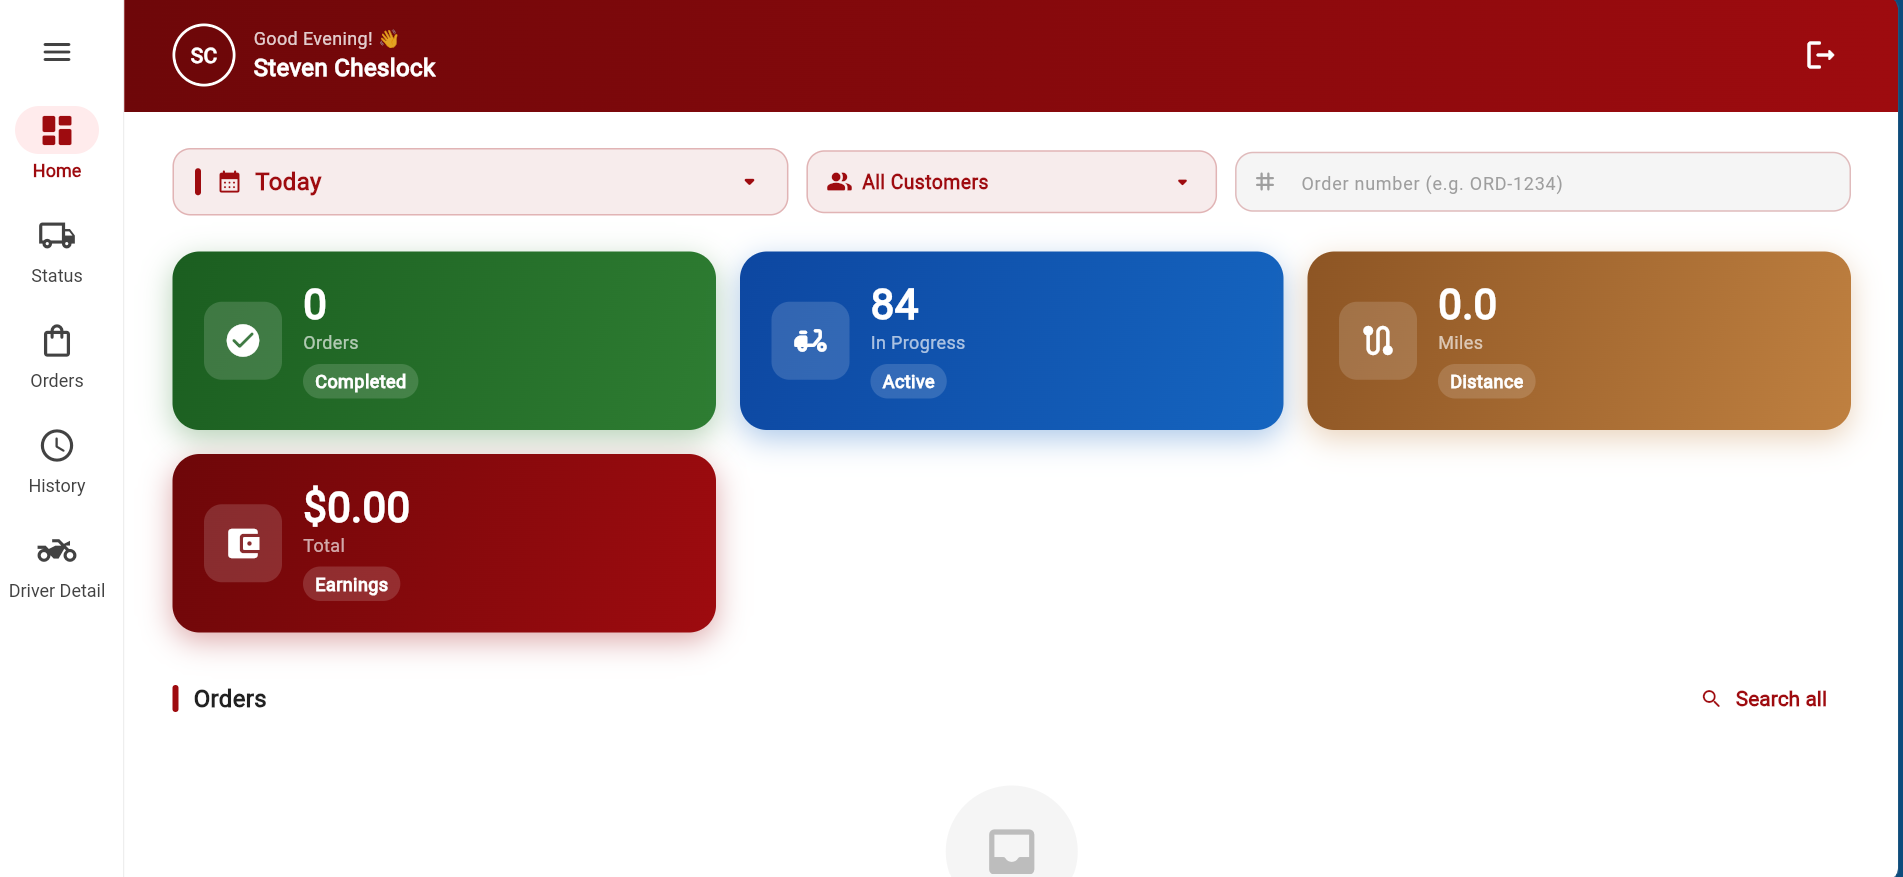 Good Evening! 👋
SC
Steven Cheslock
Home
Status
Orders
History
Driver Detail
Today
All Customers
Order number (e.g. ORD-1234)
0
Orders
Completed
84
In Progress
Active
0.0
Miles
Distance
$0.00
Total
Earnings
Orders
Search all